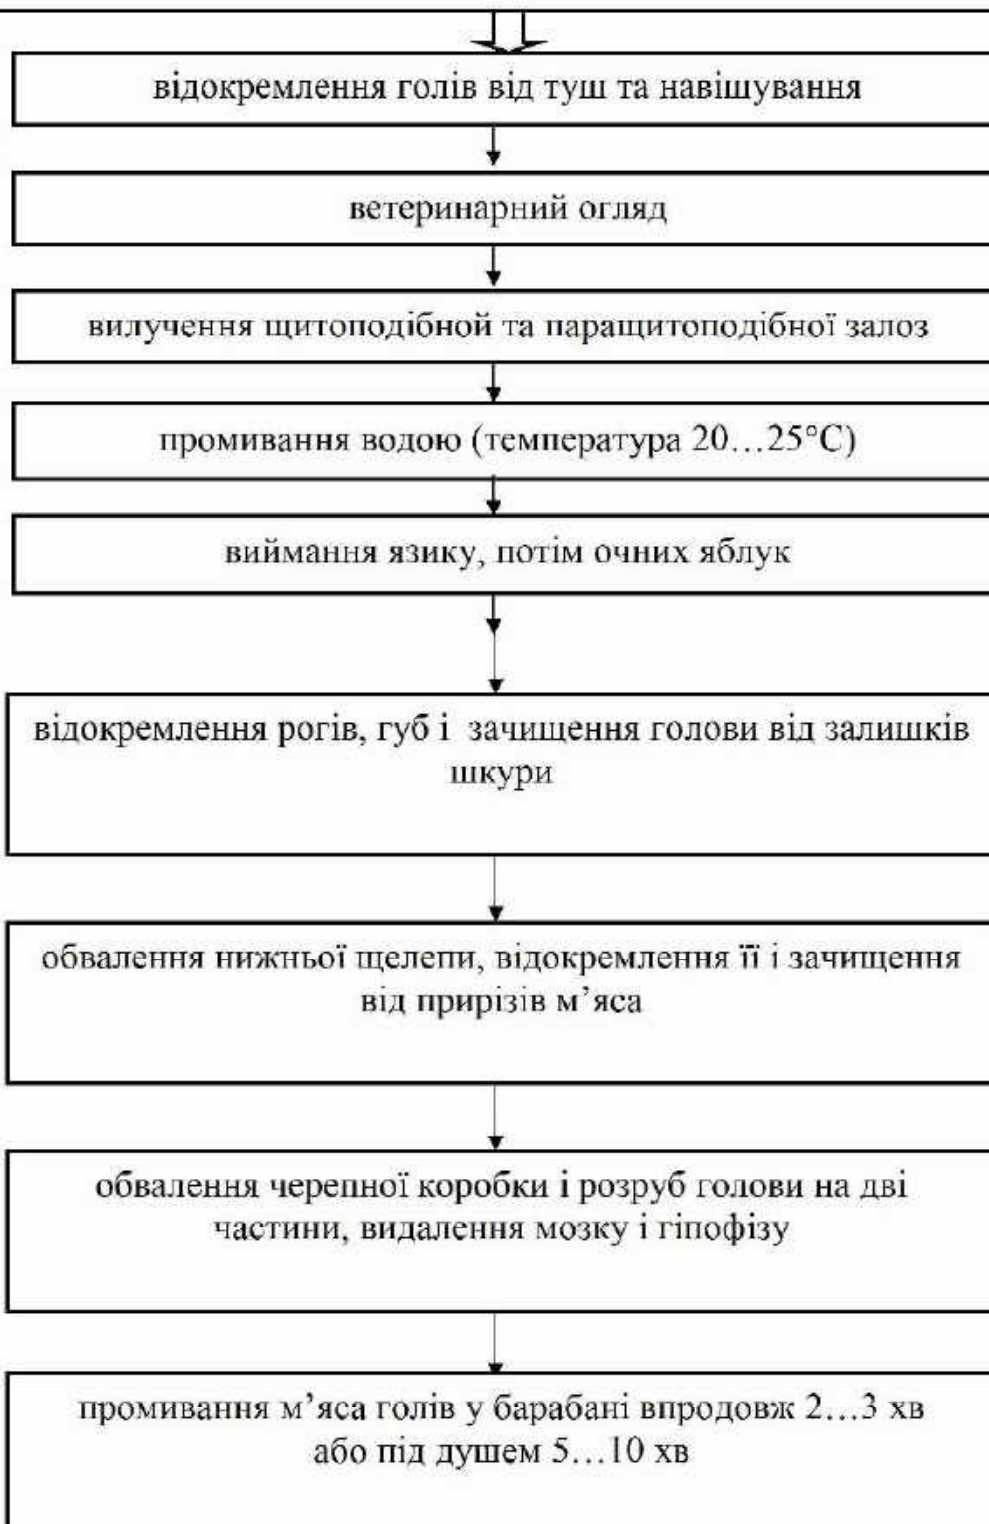 відокремлення голів від туш та навішування
ветеринарний огляд
вилучення щитоподібной та паращитоподібної залоз
промивання водою (температура 20…25°С)
виймання язику, потім очних яблук
відокремлення рогів, губ і зачищення голови від залишків
шкури
обвалення нижньої щелепи, відокремлення її і зачищення
від прирізів м’яса
обвалення черепної коробки і розруб голови на дві
частини, видалення мозку і гіпофізу
промивання м’яса голів у барабані впродовж 2…3 хв
або під душем 5…10 хв